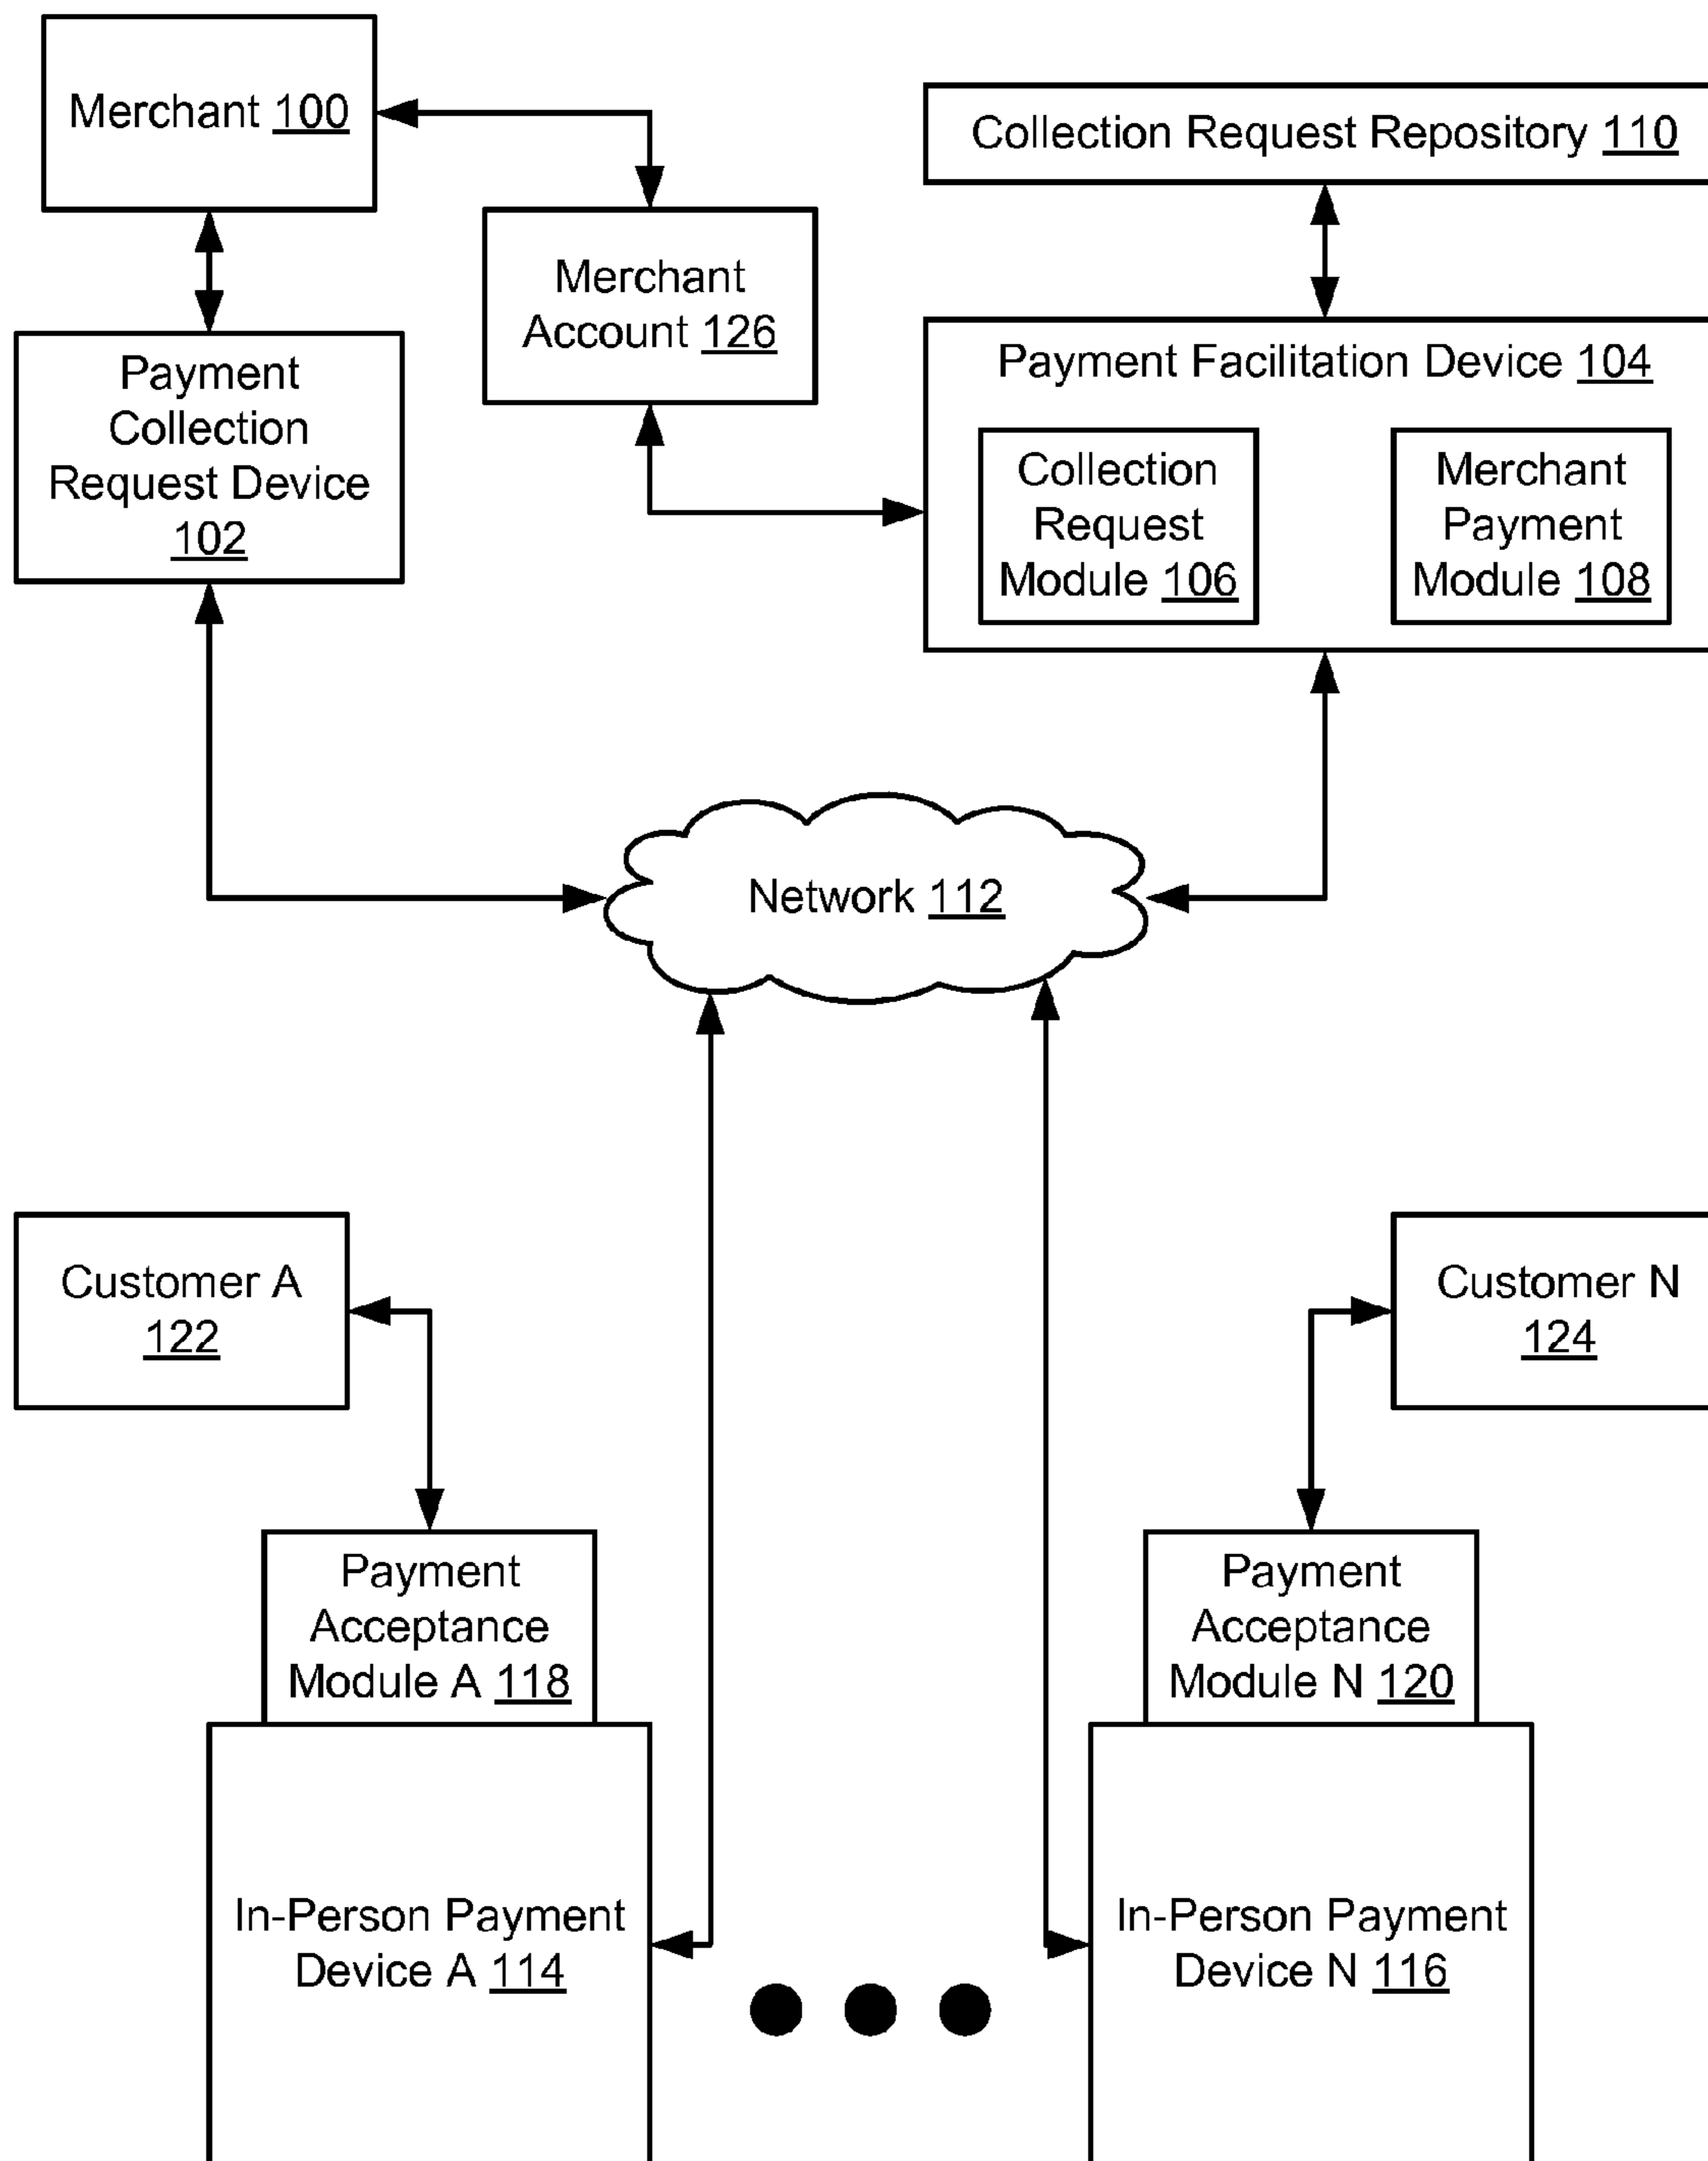 Merchant 100
Collection Request Repository 110
Merchant
Account 126
Payment
Collection
Request Device
102
Payment Facilitation Device 104
Collection
Request
Module 106
Merchant
Payment
Module 108
Network 112
Customer A
122
Customer N
124
Payment
Acceptance
Module A 118
Payment
Acceptance
Module N 120
In-Person Payment
Device A 114
In-Person Payment
Device N 116